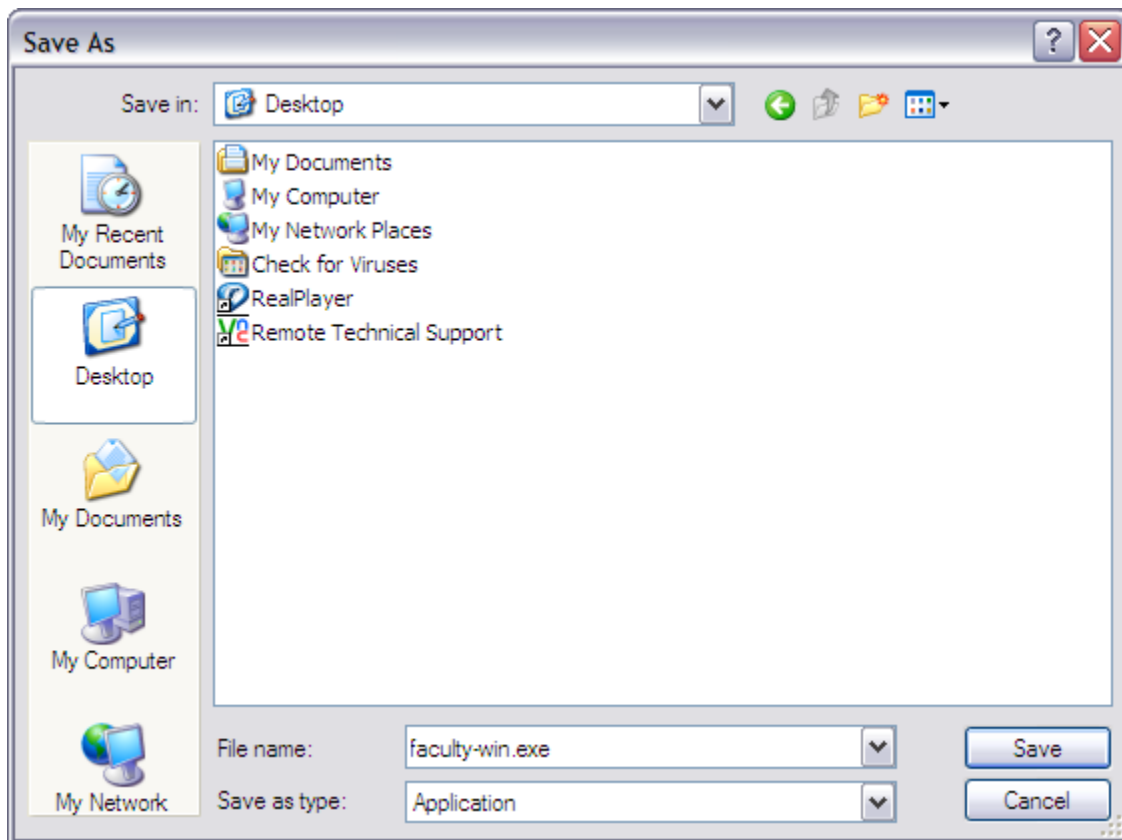 Save As
Save in:
Desktop
My Recent
Documents
Desktop
My Documents
My Computer
My Network
My Documents
My Computer
My Network Places
Check for Viruses
RealPlayer
Remote Technical Support
File name:
faculty-win.exe
Save
Save as type:
Application
Cancel